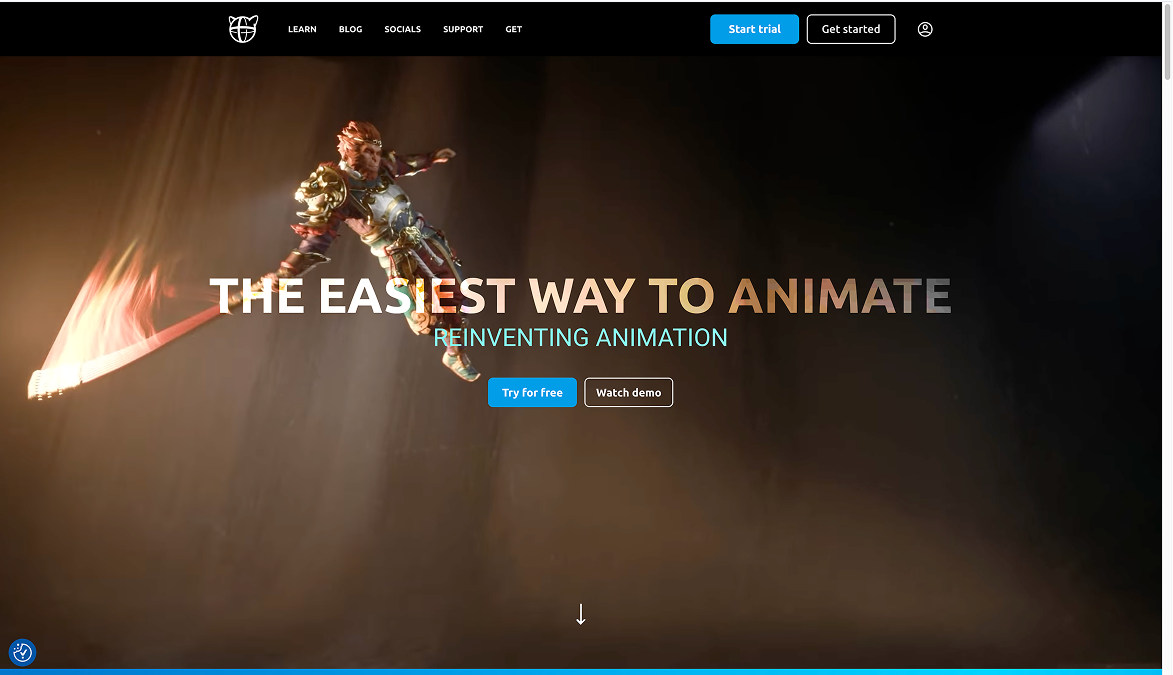 LEARN BLOG SOCIALS SUPPORT GET Start trial Get started
THE EASIEST WAY TO ANIMATE
REINVENTING ANIMATION
Try for free Watch demo